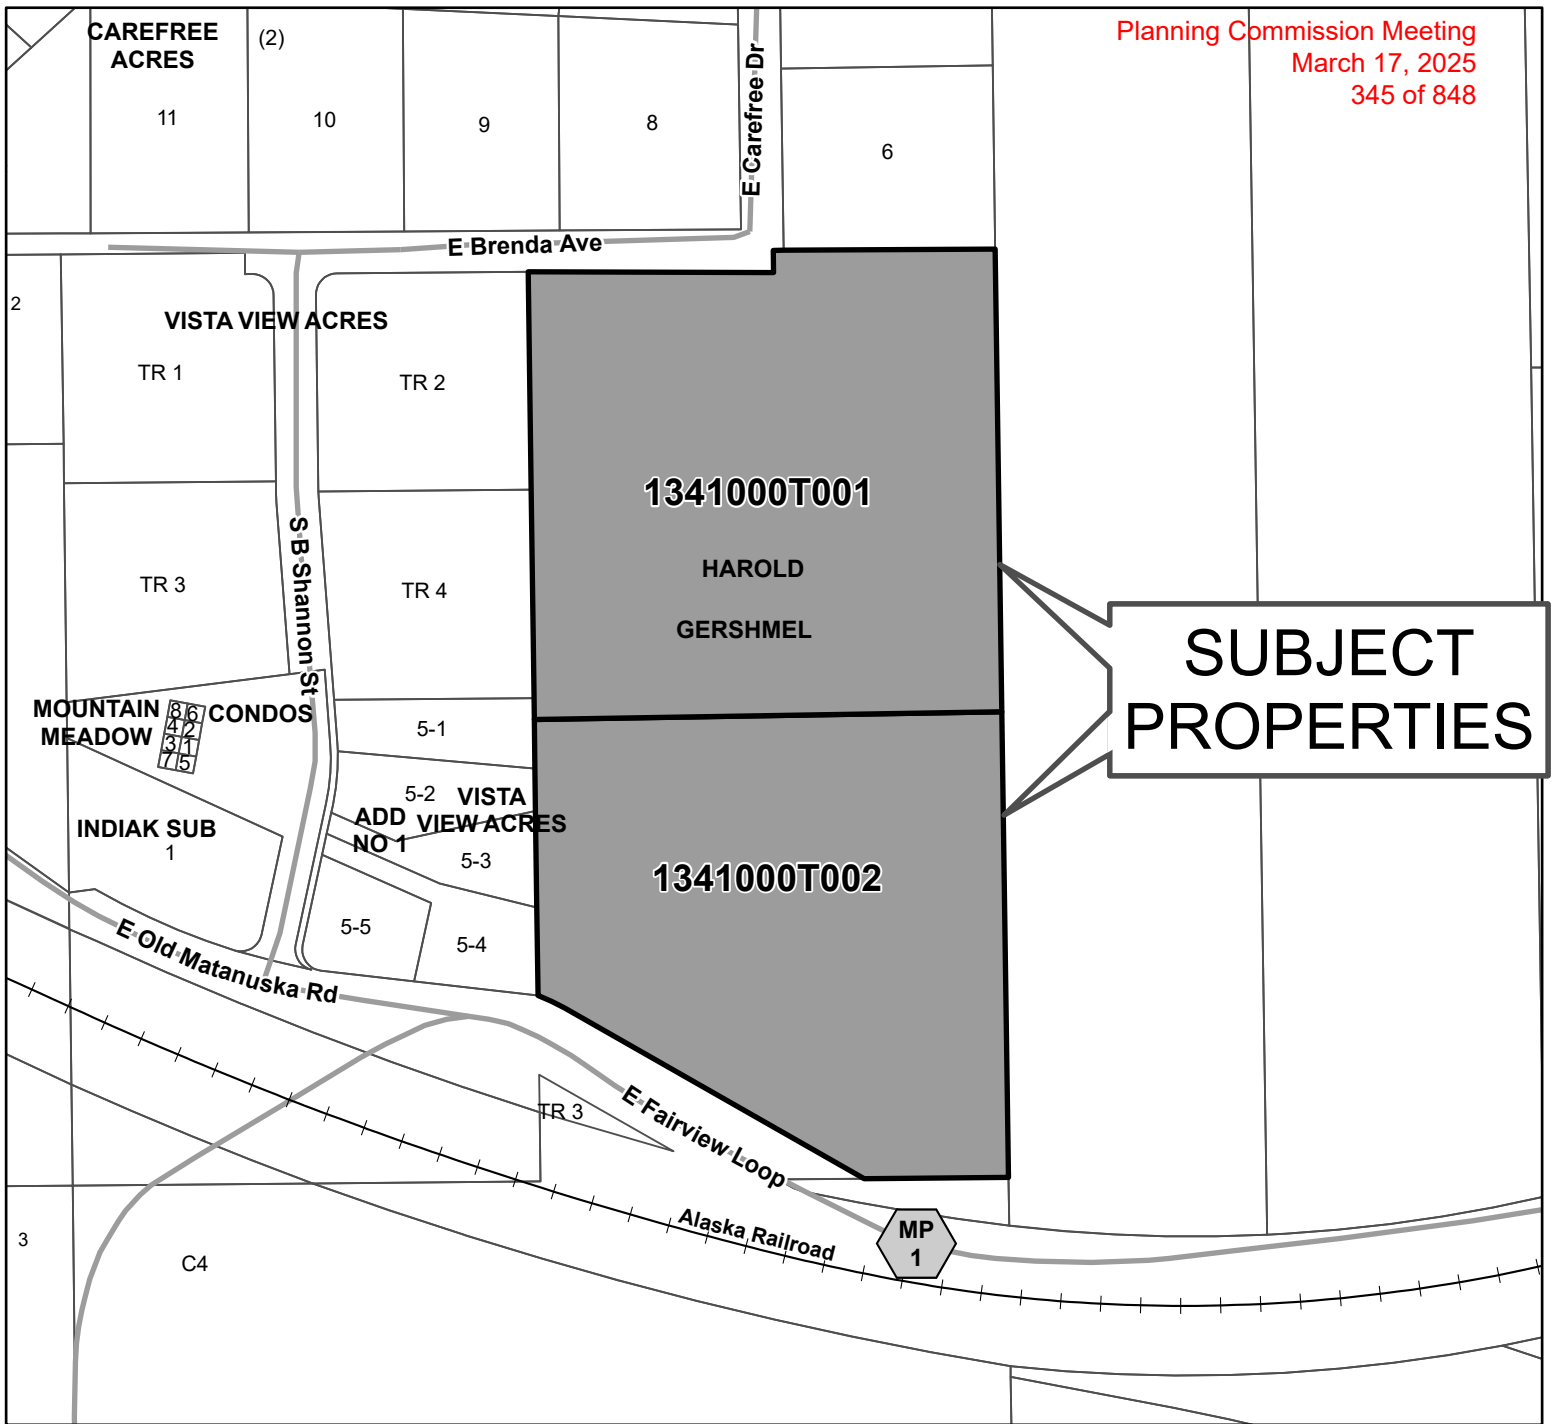 Planning Commission Meeting
March 17, 2025
345 of 848
CAREFREE
ACRES
(2)
11
10
9
8
E Carefree Dr
6
E Brenda Ave
2
VISTA VIEW ACRES
TR 1
TR 2
1341000T001
S B Shannon St
HAROLD
TR 3
TR 4
GERSHMEL
SUBJECT
PROPERTIES
MOUNTAIN
MEADOW
8 6
4 2
3 1
7 5
CONDOS
5-1
5-2
VISTA
VIEW ACRES
ADD
NO 1
INDIAK SUB
1
5-3
1341000T002
5-5
5-4
E Old Matanuska Rd
TR 3
E Fairview Loop
Alaska Railroad
MP
1
3
C4